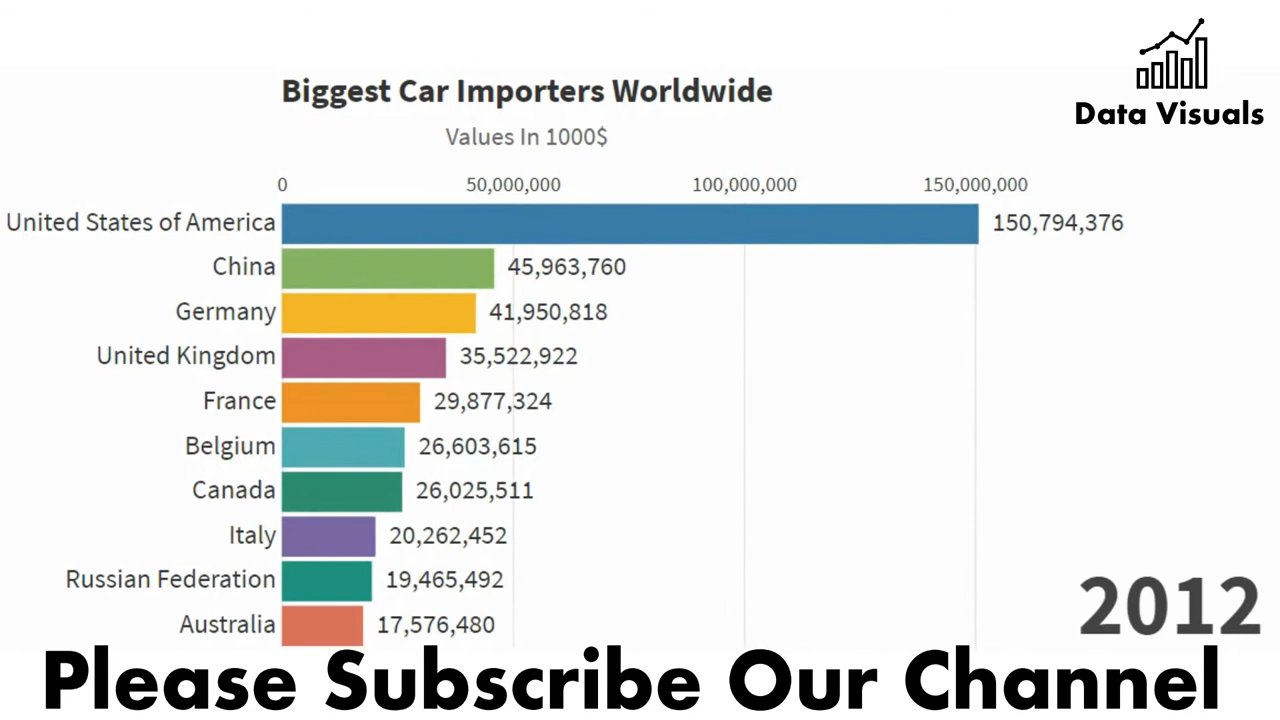 Data Visuals
Biggest Car Importers Worldwide
Values In 1000$
0 50,000,000 100,000,000 150,000,000
United States of America 150,794,376
China 45,963,760
Germany 41,950,818
United Kingdom 35,522,922
France 29,877,324
Belgium 26,603,615
Canada 26,025,511
Italy 20,262,452
Russian Federation 19,465,492
Australia 17,576,480
2012
Please Subscribe Our Channel